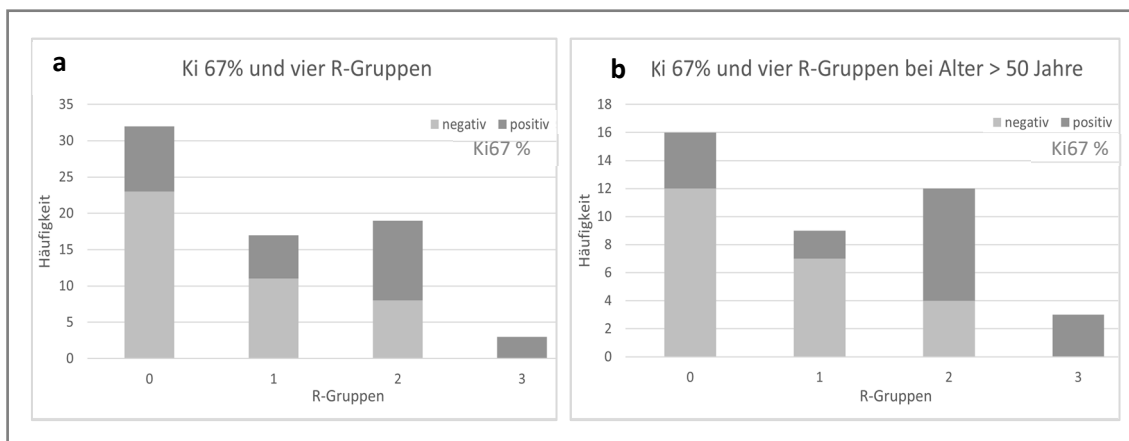 a
Ki 67% und vier R-Gruppen
35
30
25
20
15
10
5
0
Häufigkeit
negativ positiv
Ki67 %
0 1 2 3
R-Gruppen
b
Ki 67% und vier R-Gruppen bei Alter > 50 Jahre
18
16
14
12
10
8
6
4
2
0
Häufigkeit
negativ positiv
Ki67 %
0 1 2 3
R-Gruppen